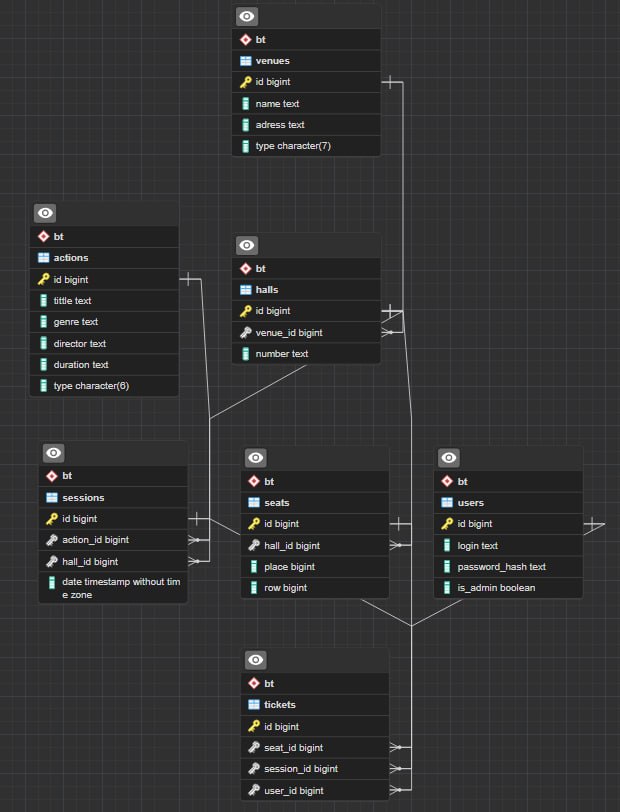 bt
venues
id bigint
name text
adress text
type character(7)
bt
actions
id bigint
tittle text
genre text
director text
duration text
type character(6)
bt
halls
id bigint
venue_id bigint
number text
bt
sessions
id bigint
action_id bigint
hall_id bigint
date timestamp without tim
e zone
bt
seats
id bigint
hall_id bigint
place bigint
row bigint
bt
users
id bigint
login text
password_hash text
is_admin boolean
bt
tickets
id bigint
seat_id bigint
session_id bigint
user_id bigint